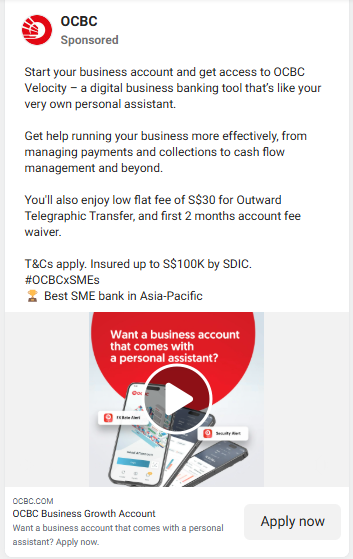 OCBC
Sponsored
Start your business account and get access to OCBC
Velocity – a digital business banking tool that's like your
very own personal assistant.
Get help running your business more effectively, from
managing payments and collections to cash flow
management and beyond.
You'll also enjoy low flat fee of S$30 for Outward
Telegraphic Transfer, and first 2 months account fee
waiver.
T&Cs apply. Insured up to S$100K by SDIC.
#OCBCxSMEs
🏆 Best SME bank in Asia-Pacific
Want a business account
that comes with
a personal assistant?
FX Rate Alert
Security Alert
OCBC.COM
OCBC Business Growth Account
Want a business account that comes with a personal
assistant? Apply now.
Apply now